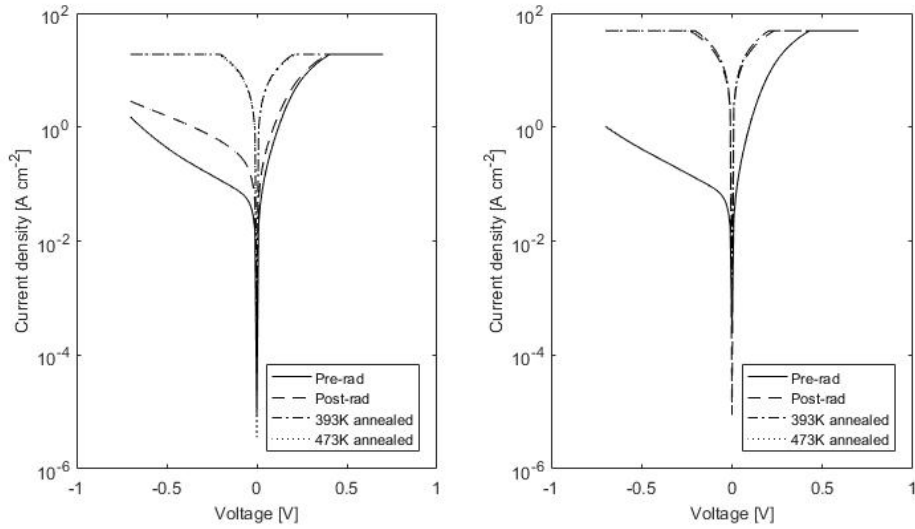 10^2
10^0
10^-2
10^-4
10^-6
Current density [A cm^-2]
-1
-0.5
0
0.5
1
Voltage [V]
Pre-rad
Post-rad
393K annealed
473K annealed
10^2
10^0
10^-2
10^-4
10^-6
Current density [A cm^-2]
-1
-0.5
0
0.5
1
Voltage [V]
Pre-rad
Post-rad
393K annealed
473K annealed